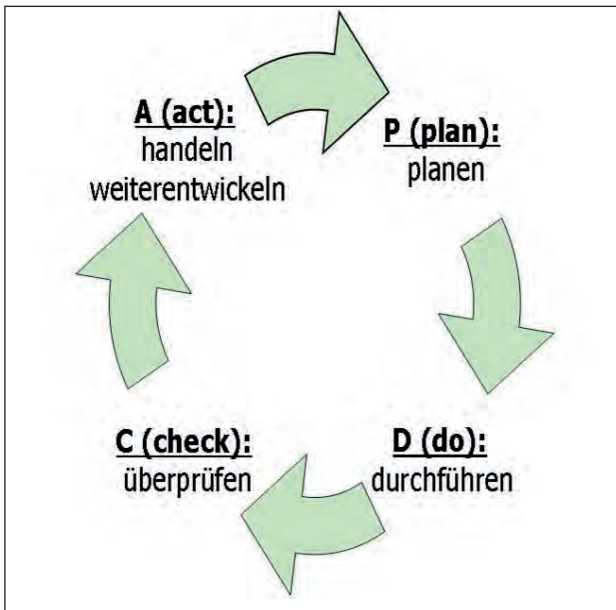 A (act):
handeln
weiterentwickeln
P (plan):
planen
D (do):
durchführen
C (check):
überprüfen